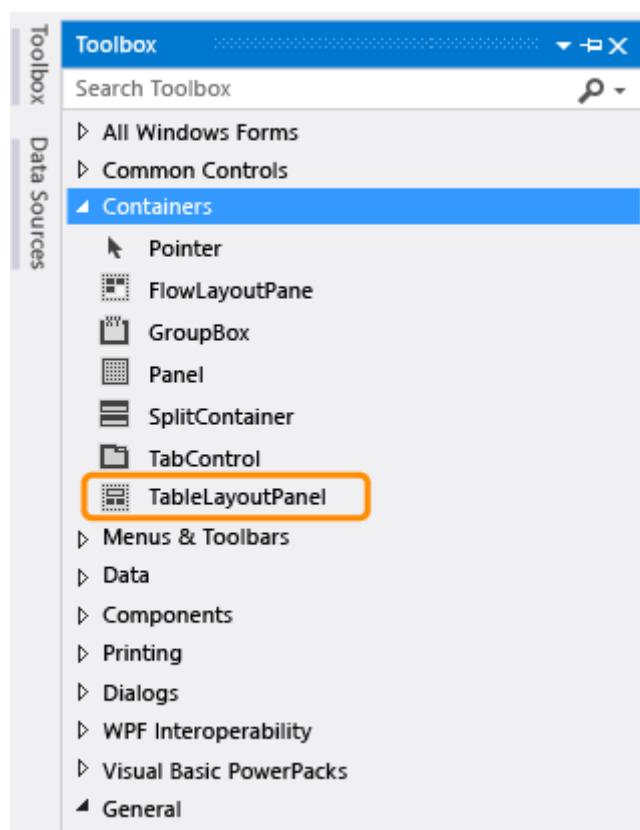 Toolbox
Data Sources
Toolbox
Search Toolbox
All Windows Forms
Common Controls
Containers
Pointer
FlowLayoutPane
GroupBox
Panel
SplitContainer
TabControl
TableLayoutPanel
Menus & Toolbars
Data
Components
Printing
Dialogs
WPF Interoperability
Visual Basic PowerPacks
General